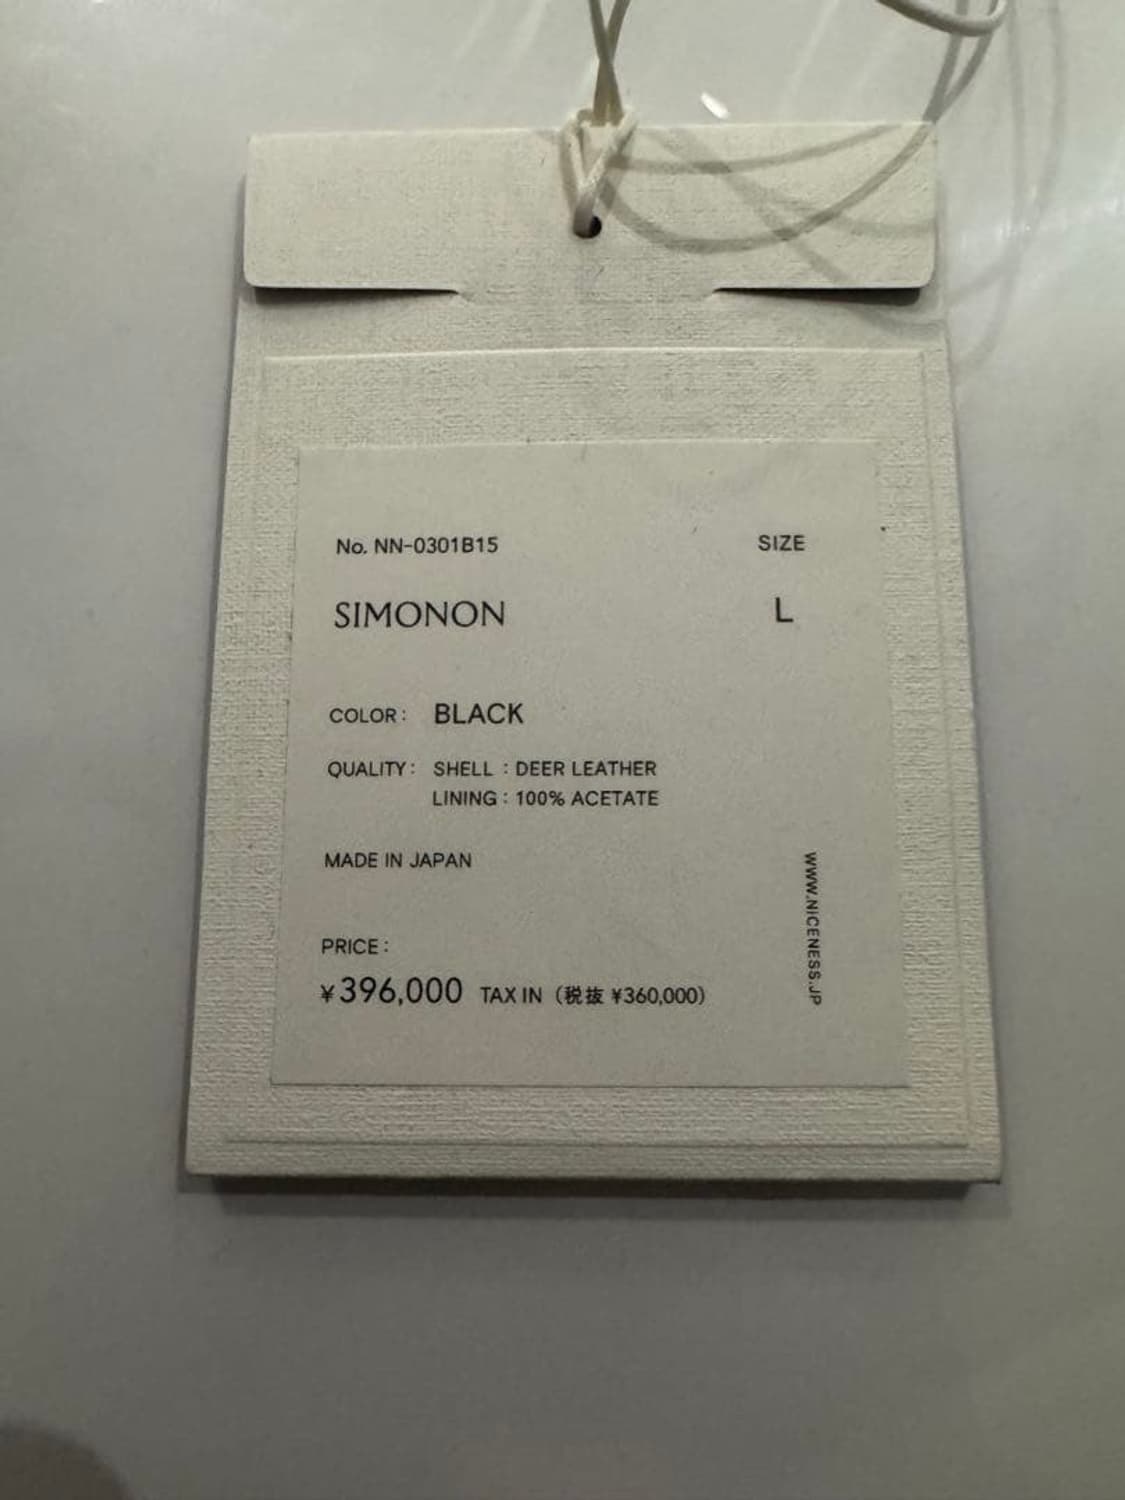 No. NN-0301B15
SIZE
SIMONON
L
COLOR: BLACK
QUALITY: SHELL : DEER LEATHER
LINING : 100% ACETATE
MADE IN JAPAN
WWW.NICENESS.JP
PRICE:
¥396,000 TAX IN (税抜 ¥360,000)